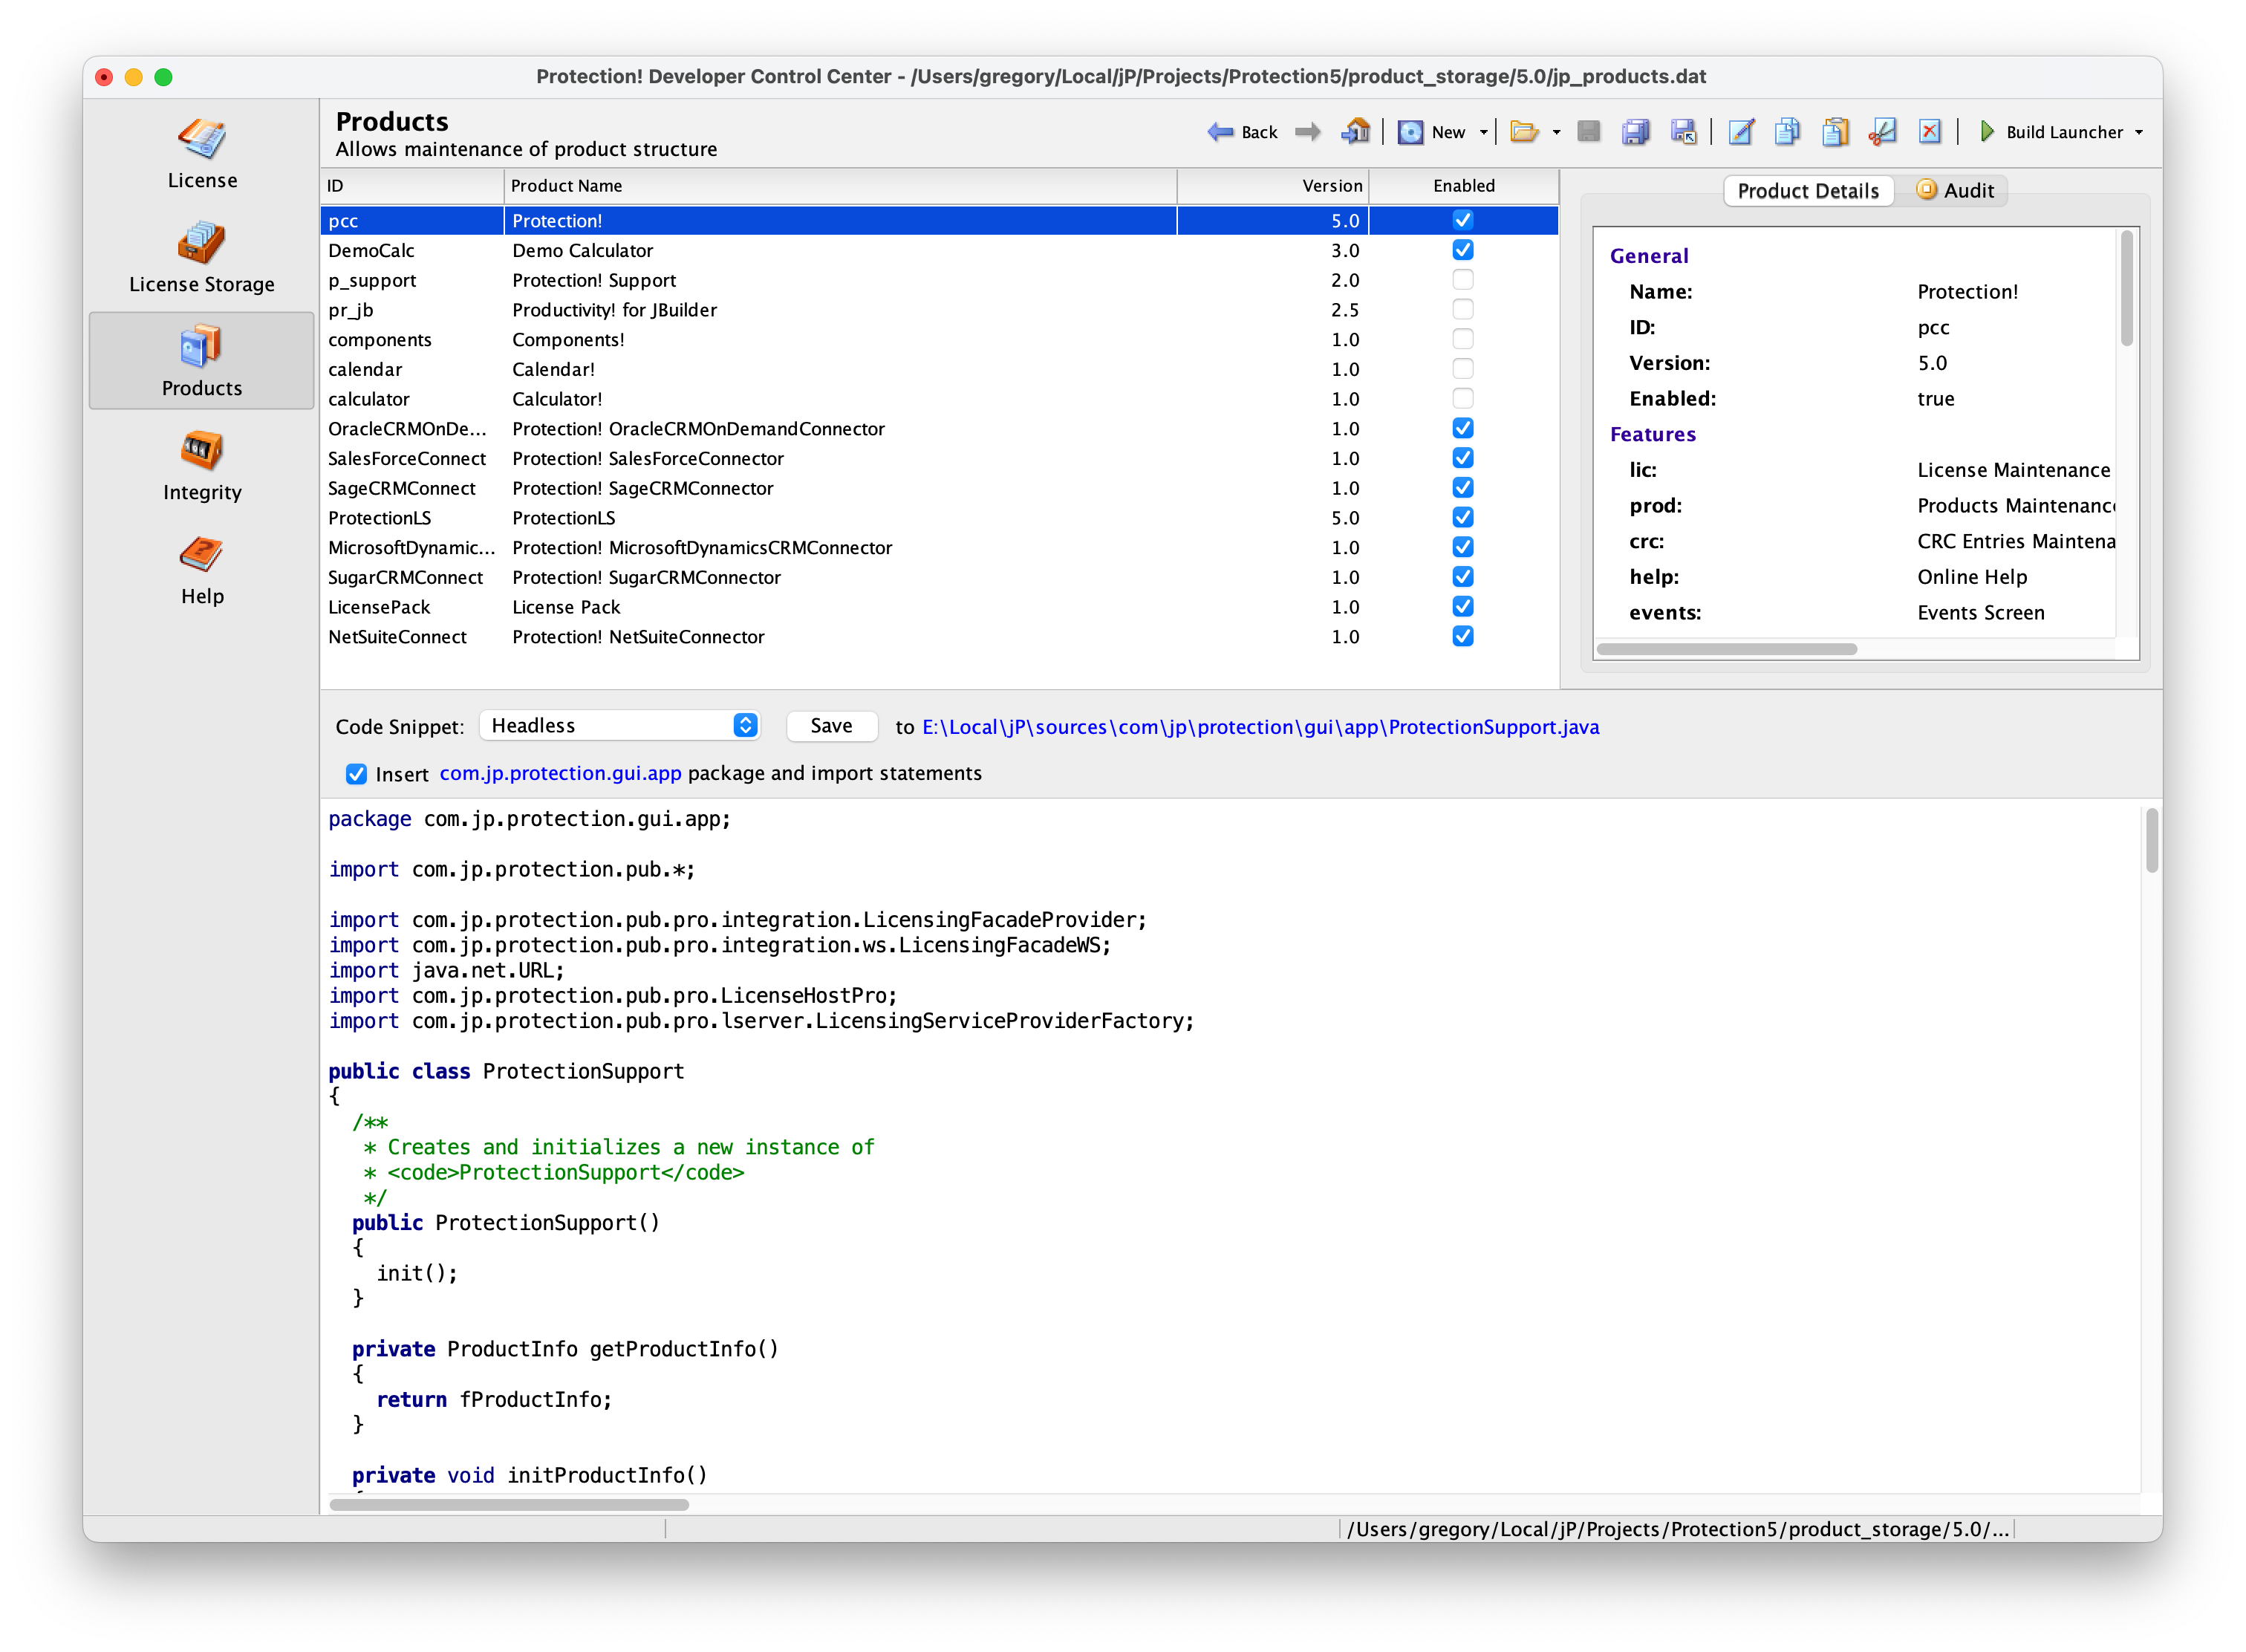 Protection! Developer Control Center - /Users/gregory/Local/jP/Projects/Protection5/product_storage/5.0/jp_products.dat
License
License Storage
Products
Integrity
Help
Products
Allows maintenance of product structure
Back New Build Launcher
ID Product Name Version Enabled
pcc Protection! 5.0
DemoCalc Demo Calculator 3.0
p_support Protection! Support 2.0
pr_jb Productivity! for JBuilder 2.5
components Components! 1.0
calendar Calendar! 1.0
calculator Calculator! 1.0
OracleCRMOnDe... Protection! OracleCRMOnDemandConnector 1.0
SalesForceConnect Protection! SalesForceConnector 1.0
SageCRMConnect Protection! SageCRMConnector 1.0
ProtectionLS ProtectionLS 5.0
MicrosoftDynamic... Protection! MicrosoftDynamicsCRMConnector 1.0
SugarCRMConnect Protection! SugarCRMConnector 1.0
LicensePack License Pack 1.0
NetSuiteConnect Protection! NetSuiteConnector 1.0
Product Details Audit
General
Name: Protection!
ID: pcc
Version: 5.0
Enabled: true
Features
lic: License Maintenance
prod: Products Maintenanc
crc: CRC Entries Maintena
help: Online Help
events: Events Screen
Code Snippet: Headless Save to E:\Local\jP\sources\com\jp\protection\gui\app\ProtectionSupport.java
Insert com.jp.protection.gui.app package and import statements
package com.jp.protection.gui.app;
import com.jp.protection.pub.*;
import com.jp.protection.pub.pro.integration.LicensingFacadeProvider;
import com.jp.protection.pub.pro.integration.ws.LicensingFacadeWS;
import java.net.URL;
import com.jp.protection.pub.pro.LicenseHostPro;
import com.jp.protection.pub.pro.lserver.LicensingServiceProviderFactory;
public class ProtectionSupport
{
/**
* Creates and initializes a new instance of
* <code>ProtectionSupport</code>
*/
public ProtectionSupport()
{
init();
}
private ProductInfo getProductInfo()
{
return fProductInfo;
}
private void initProductInfo()
/Users/gregory/Local/jP/Projects/Protection5/product_storage/5.0/...